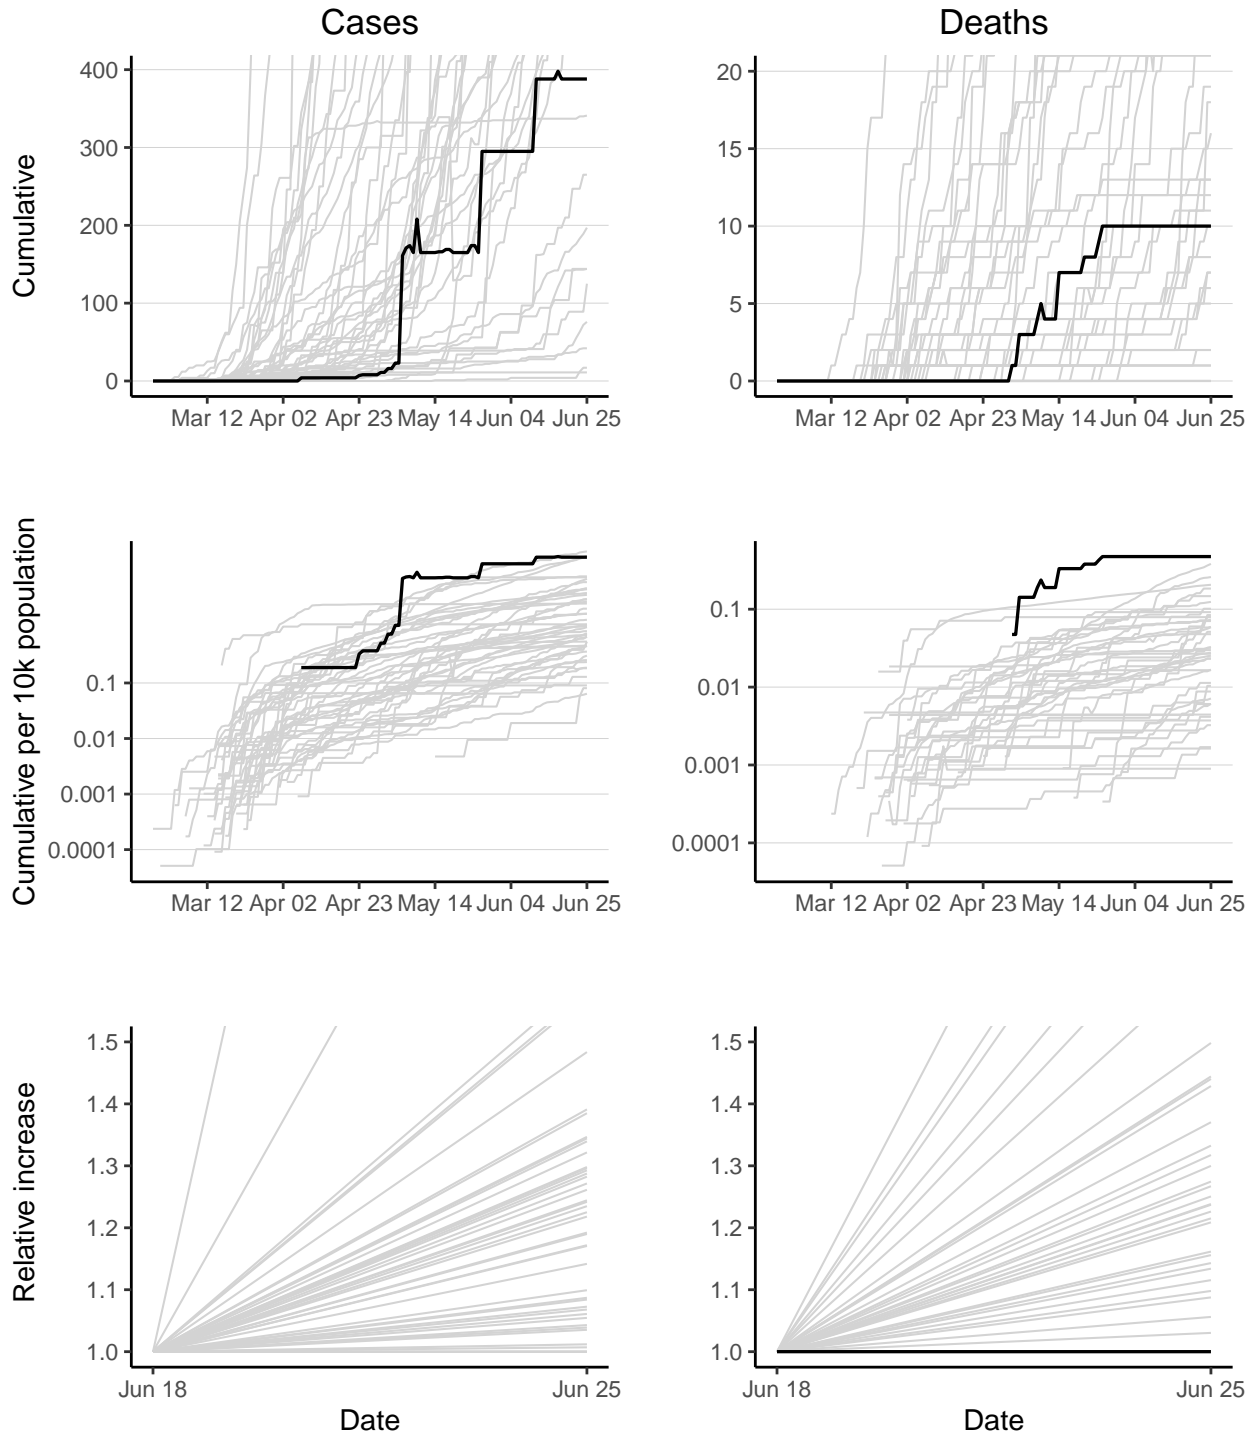 Cases
Deaths
Cumulative
400
300
200
100
0
Mar 12 Apr 02 Apr 23 May 14 Jun 04 Jun 25
20
15
10
5
0
Mar 12 Apr 02 Apr 23 May 14 Jun 04 Jun 25
Cumulative per 10k population
0.1
0.01
0.001
0.0001
Mar 12 Apr 02 Apr 23 May 14 Jun 04 Jun 25
0.1
0.01
0.001
0.0001
Mar 12 Apr 02 Apr 23 May 14 Jun 04 Jun 25
Relative increase
1.5
1.4
1.3
1.2
1.1
1.0
Jun 18 Jun 25
Date
1.5
1.4
1.3
1.2
1.1
1.0
Jun 18 Jun 25
Date